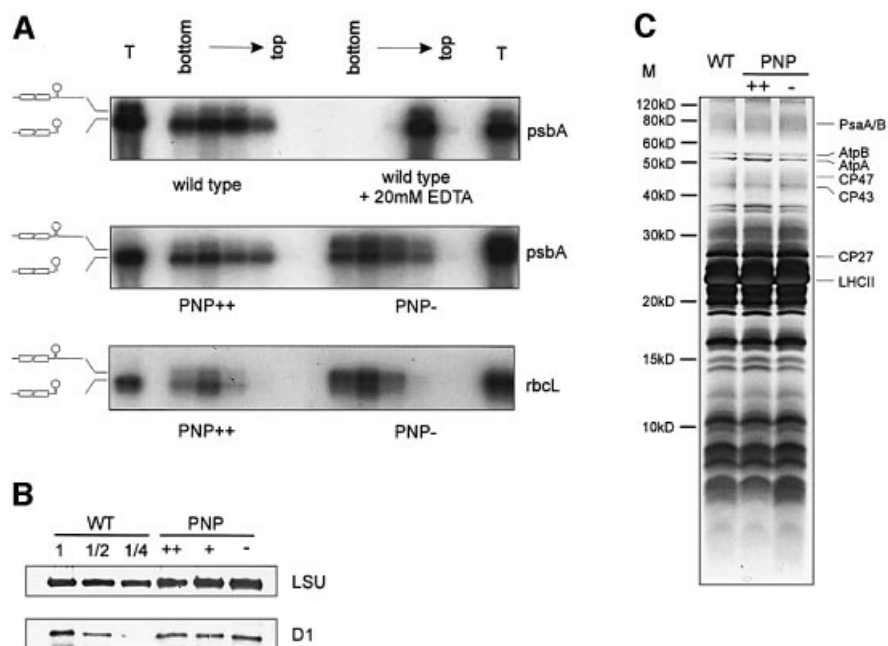 A
T bottom top bottom top T
psbA
wild type wild type
+ 20mM EDTA
psbA
PNP++ PNP-
rbcL
PNP++ PNP-
B
WT PNP
1 1/2 1/4 ++ + -
LSU
D1
C
M WT PNP
++ -
120kD
80kD
60kD
50kD
40kD
30kD
20kD
15kD
10kD
PsaA/B
AtpB
AtpA
CP47
CP43
CP27
LHCII